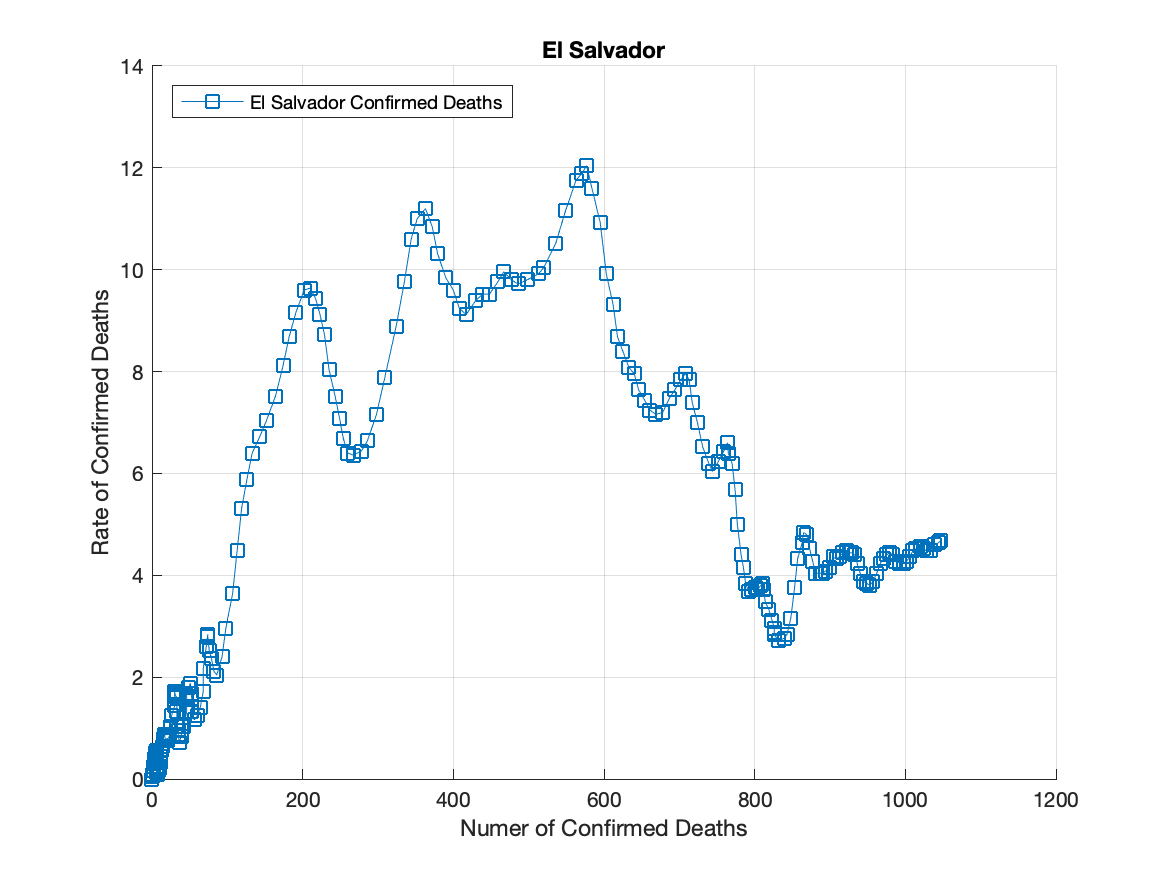 El Salvador
El Salvador Confirmed Deaths
Rate of Confirmed Deaths
14
12
10
8
6
4
2
0
0 200 400 600 800 1000 1200
Numer of Confirmed Deaths